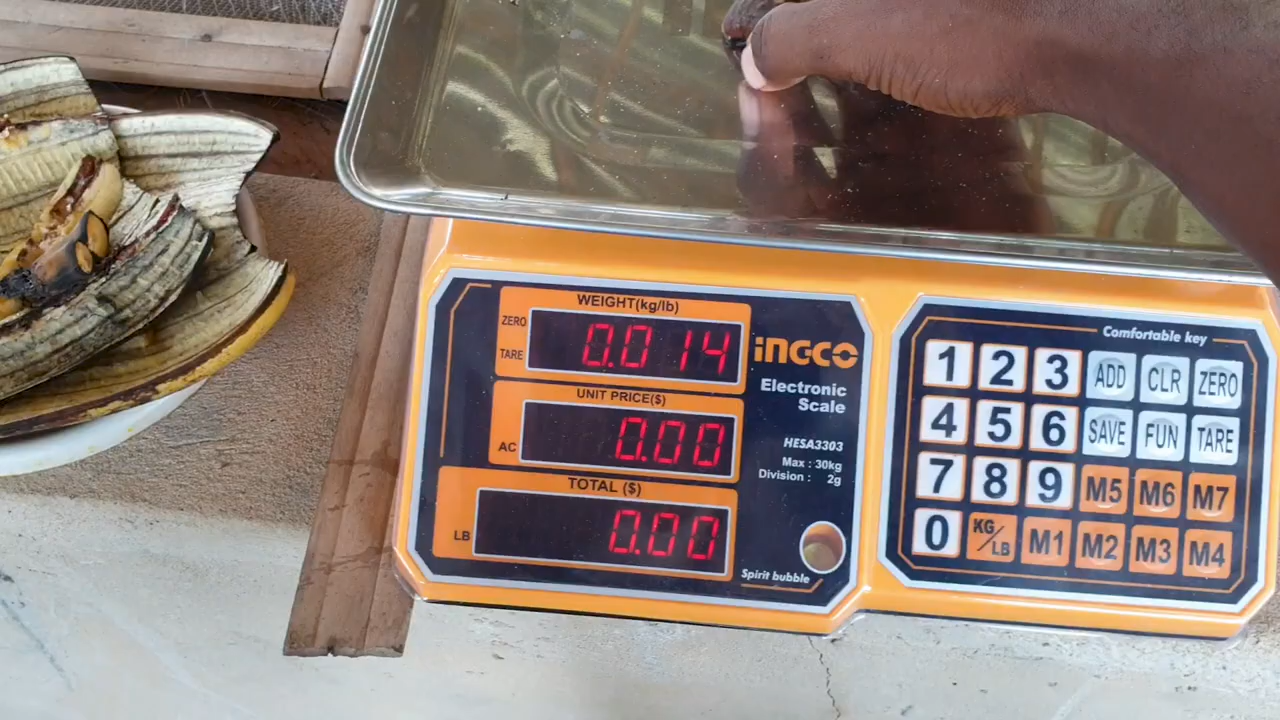 WEIGHT(kg/lb)
ZERO
TARE
0.014
UNIT PRICE($)
AC
0.00
TOTAL ($)
LB
0.00
INGCO
Electronic
Scale
HESA3303
Max : 30kg
Division : 2g
Spirit bubble
Comfortable key
1 2 3 ADD CLR ZERO
4 5 6 SAVE FUN TARE
7 8 9 M5 M6 M7
0 KG/LB M1 M2 M3 M4